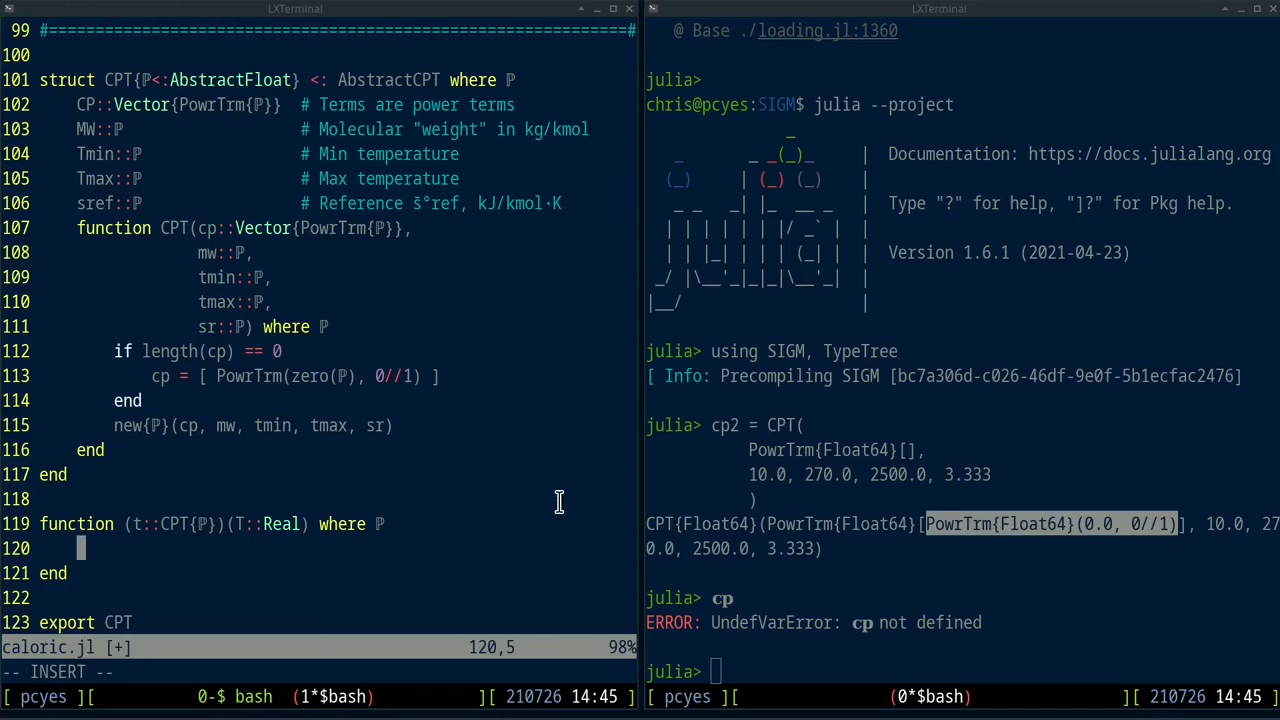 LXTerminal
99 #==============================================================#
100
101 struct CPT{ℙ<:AbstractFloat} <: AbstractCPT where ℙ
102     CP::Vector{PowrTrm{ℙ}}  # Terms are power terms
103     MW::ℙ                   # Molecular "weight" in kg/kmol
104     Tmin::ℙ                 # Min temperature
105     Tmax::ℙ                 # Max temperature
106     sref::ℙ                 # Reference s̄°ref, kJ/kmol·K
107     function CPT(cp::Vector{PowrTrm{ℙ}},
108                  mw::ℙ,
109                  tmin::ℙ,
110                  tmax::ℙ,
111                  sr::ℙ) where ℙ
112         if length(cp) == 0
113             cp = [ PowrTrm(zero(ℙ), 0//1) ]
114         end
115         new{ℙ}(cp, mw, tmin, tmax, sr)
116     end
117 end
118
119 function (t::CPT{ℙ})(T::Real) where ℙ
120
121 end
122
123 export CPT
caloric.jl [+]                    120,5          98%
-- INSERT --
[ pcyes ][        0-$ bash  (1*$bash)           ][ 210726 14:45 ]
LXTerminal
@ Base ./loading.jl:1360
julia>
chris@pcyes:SIGM$ julia --project
               _
   _       _ _(_)_     |  Documentation: https://docs.julialang.org
  (_)     | (_) (_)    |
   _ _   _| |_  __ _   |  Type "?" for help, "]?" for Pkg help.
  | | | | | | |/ _` |  |
  | | |_| | | | (_| |  |  Version 1.6.1 (2021-04-23)
 _/ |\__'_|_|_|\__'_|  |
|__/                   |
julia> using SIGM, TypeTree
[ Info: Precompiling SIGM [bc7a306d-c026-46df-9e0f-5b1ecfac2476]
julia> cp2 = CPT(
           PowrTrm{Float64}[],
           10.0, 270.0, 2500.0, 3.333
           )
CPT{Float64}(PowrTrm{Float64}[PowrTrm{Float64}(0.0, 0//1)], 10.0, 27
0.0, 2500.0, 3.333)
julia> 𝐜𝐩
ERROR: UndefVarError: 𝐜𝐩 not defined
julia>
[ pcyes ][                (0*$bash)                ][ 210726 14:45 ]